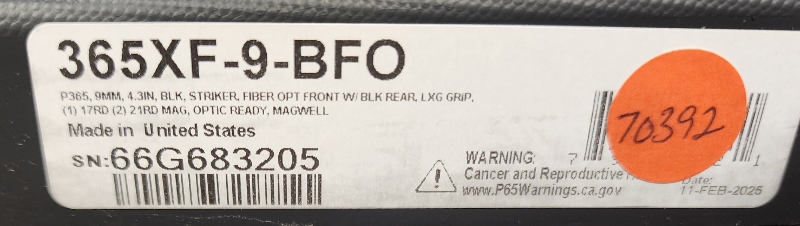 365XF-9-BFO
P365, 9MM, 4.3IN, BLK, STRIKER, FIBER OPT FRONT W/ BLK REAR, LXG GRIP,
(1) 17RD (2) 21RD MAG, OPTIC READY, MAGWELL
Made in United States
SN:66G683205
WARNING:
Cancer and Reproductive
www.P65Warnings.ca.gov
70392
7
1
Date:
11-FEB-2025